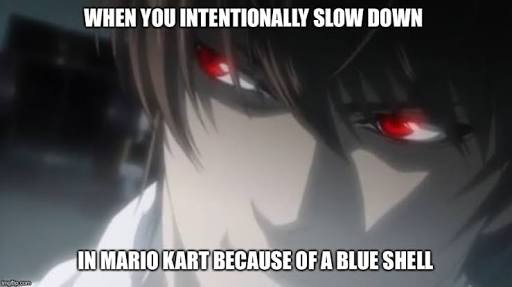 WHEN YOU INTENTIONALLY SLOW DOWN
IN MARIO KART BECAUSE OF A BLUE SHELL
imgflip.com